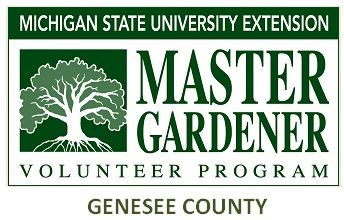 MICHIGAN STATE UNIVERSITY EXTENSION
MASTER
GARDENER
VOLUNTEER PROGRAM
GENESEE COUNTY